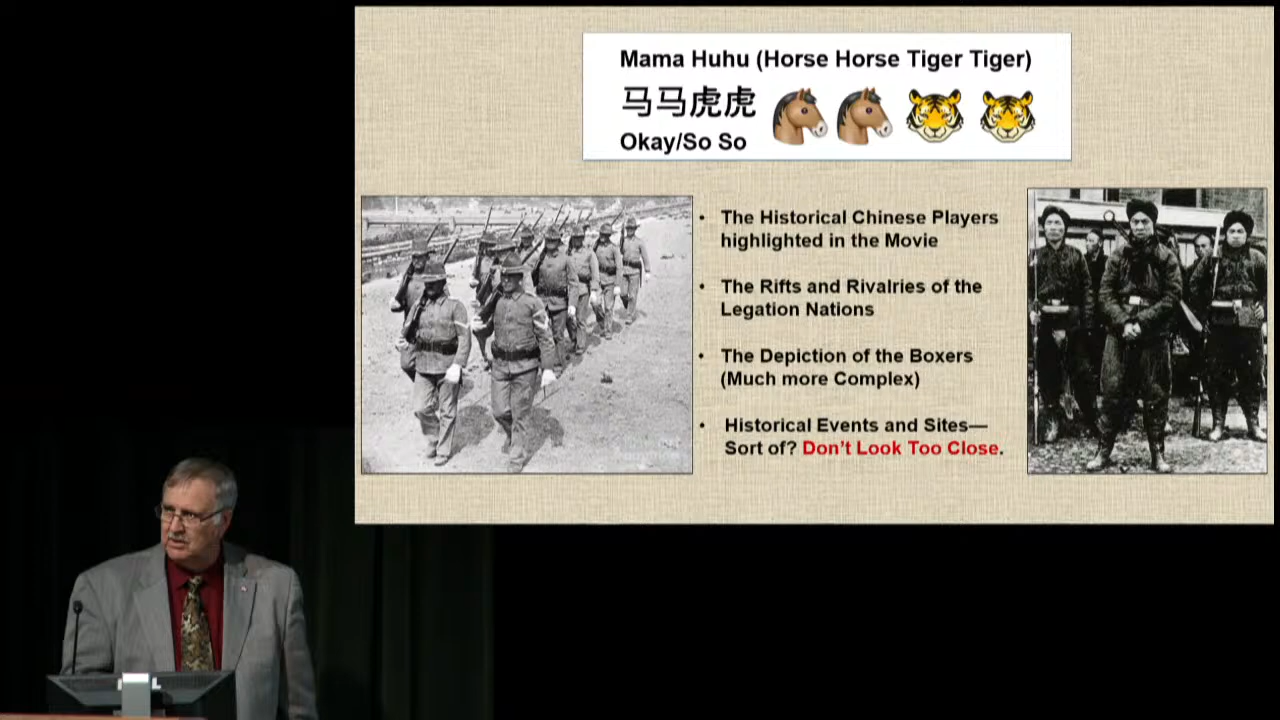 Mama Huhu (Horse Horse Tiger Tiger)
马马虎虎
Okay/So So
• The Historical Chinese Players
highlighted in the Movie
• The Rifts and Rivalries of the
Legation Nations
• The Depiction of the Boxers
(Much more Complex)
• Historical Events and Sites—
Sort of? Don't Look Too Close.